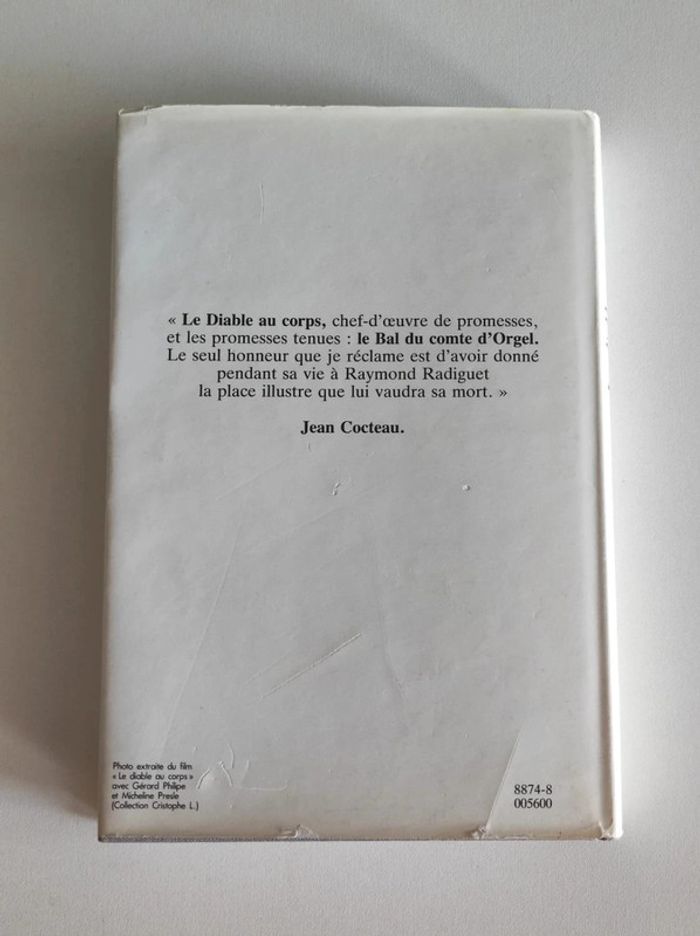 « Le Diable au corps, chef-d'œuvre de promesses,
et les promesses tenues : le Bal du comte d'Orgel.
Le seul honneur que je réclame est d'avoir donné
pendant sa vie à Raymond Radiguet
la place illustre que lui vaudra sa mort. »
Jean Cocteau.
Photo extraite du film
« Le diable au corps »
avec Gérard Philipe
et Micheline Presle
(Collection Cristophe L.)
8874-8
005600